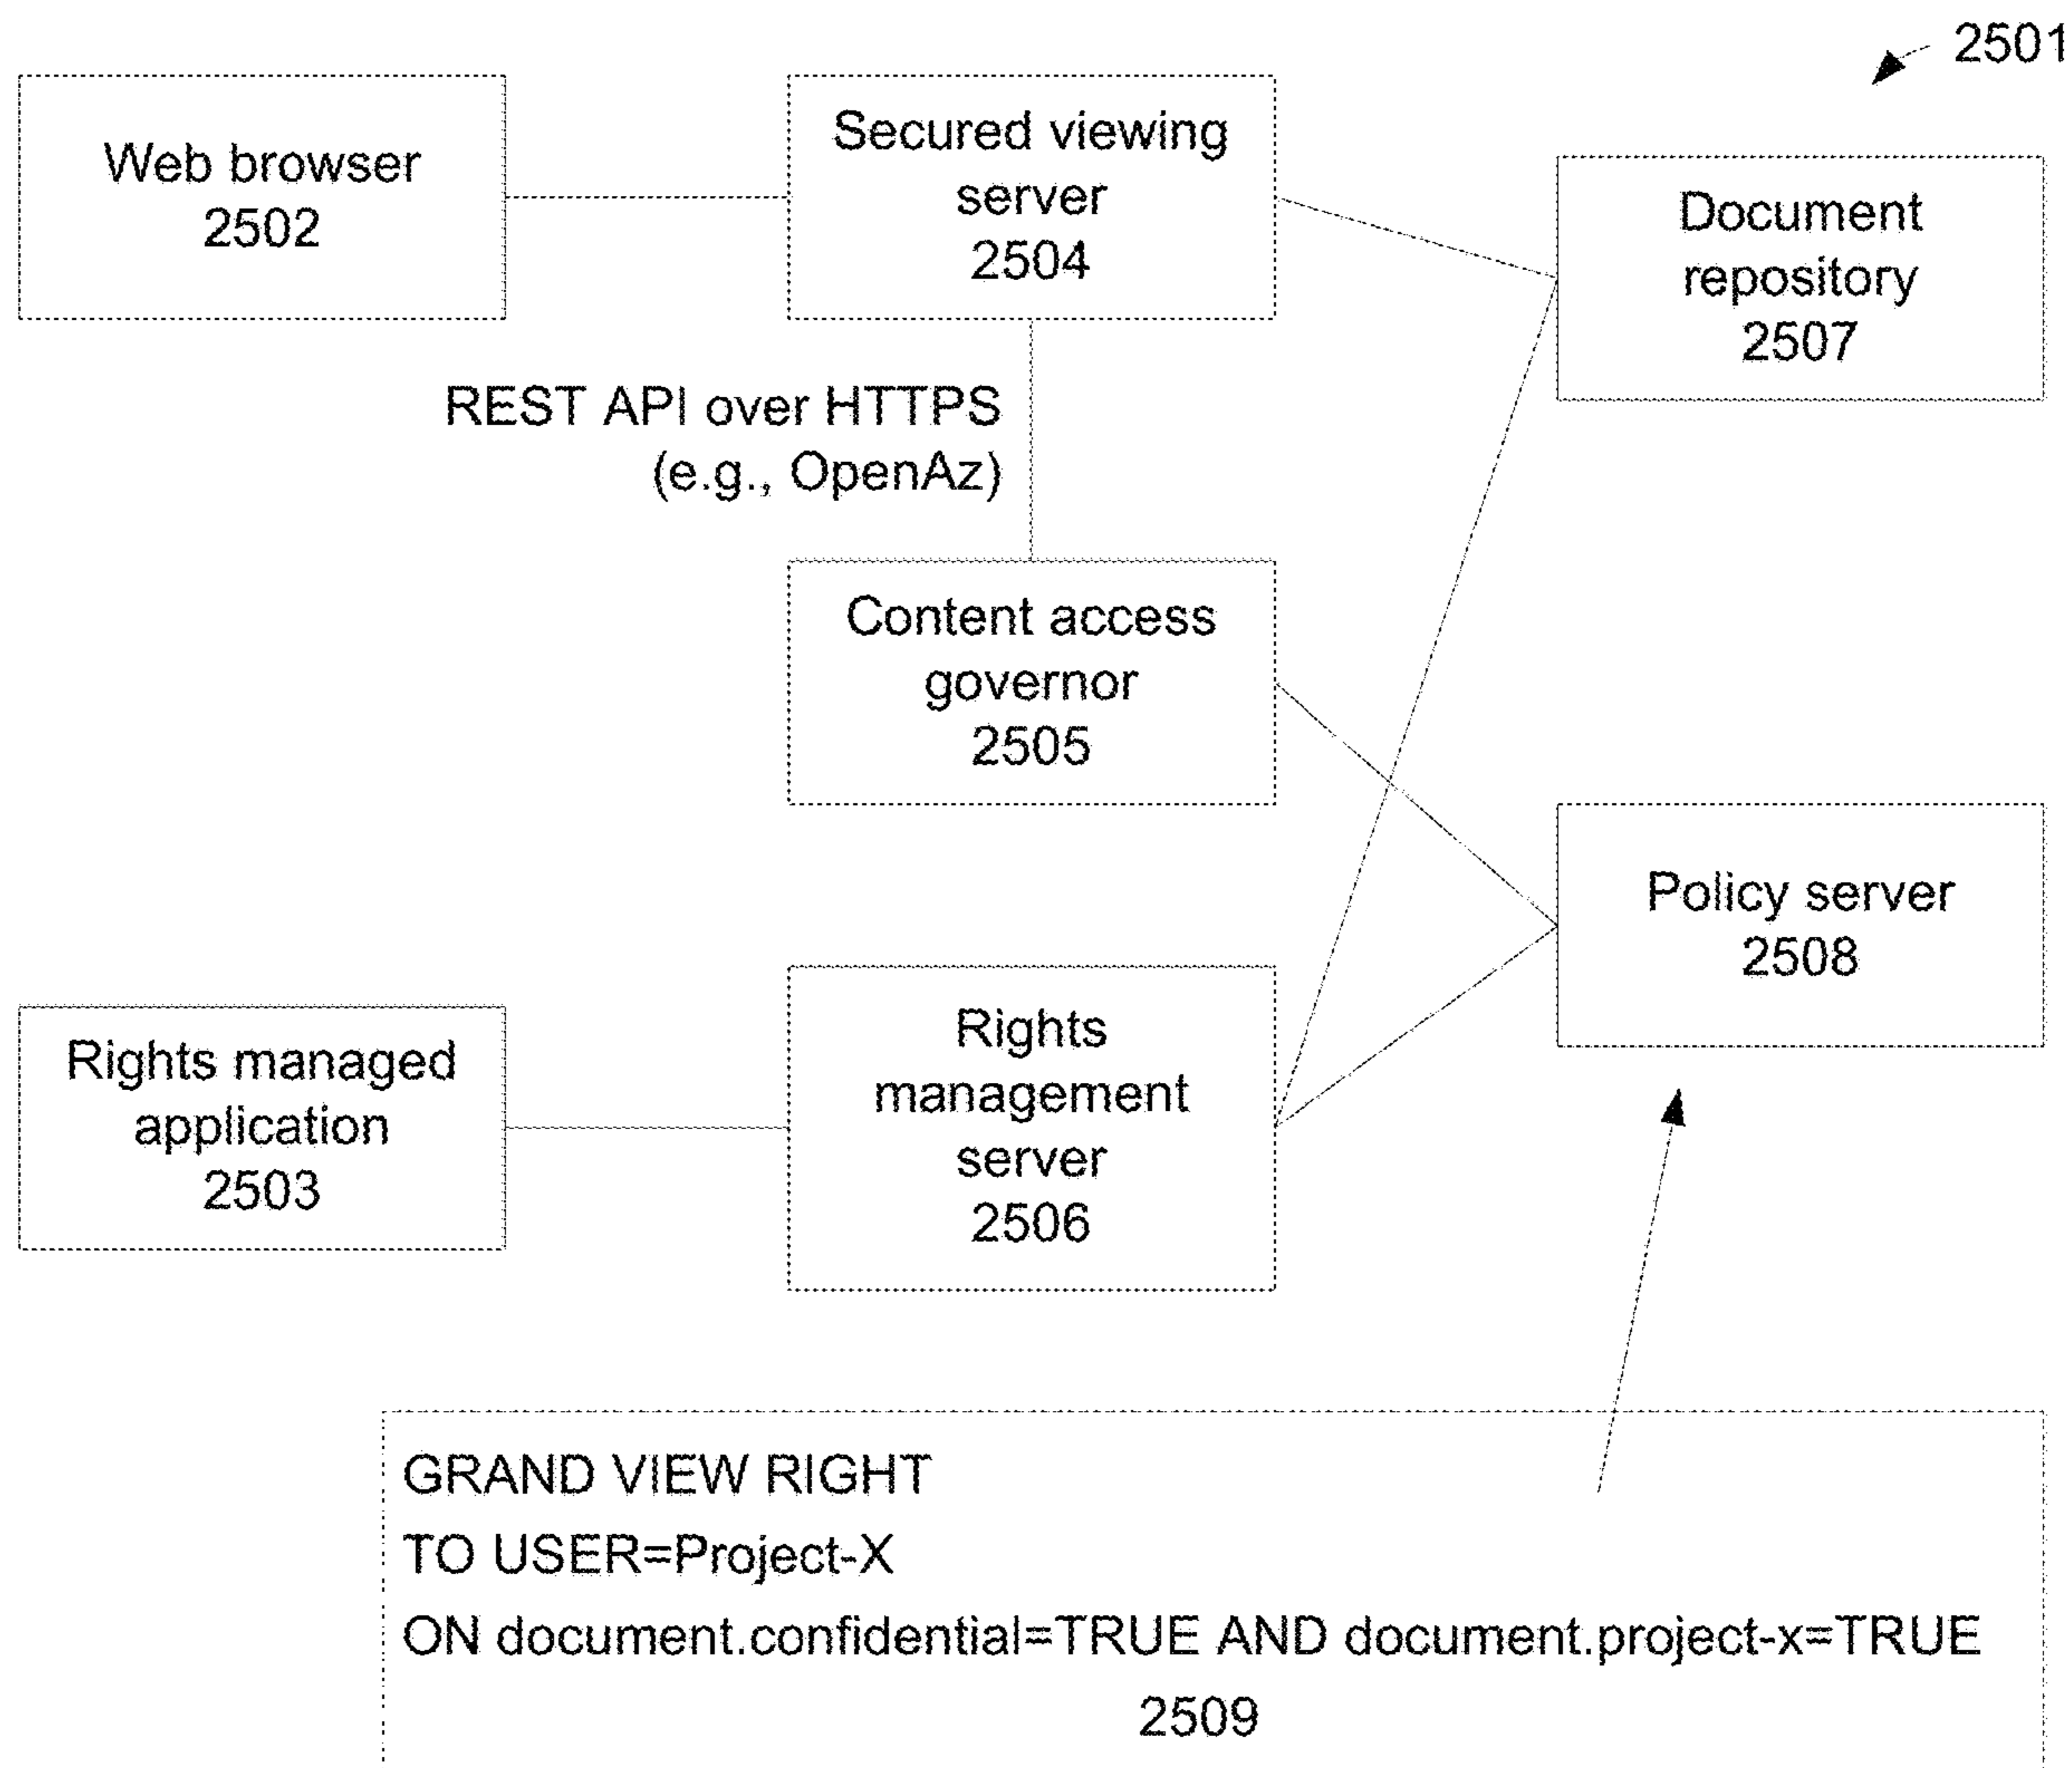 2501
Web browser
2502
Secured viewing
server
2504
Document
repository
2507
REST API over HTTPS
(e.g., OpenAz)
Content access
governor
2505
Policy server
2508
Rights managed
application
2503
Rights
management
server
2506
GRAND VIEW RIGHT
TO USER=Project-X
ON document.confidential=TRUE AND document.project-x=TRUE
2509